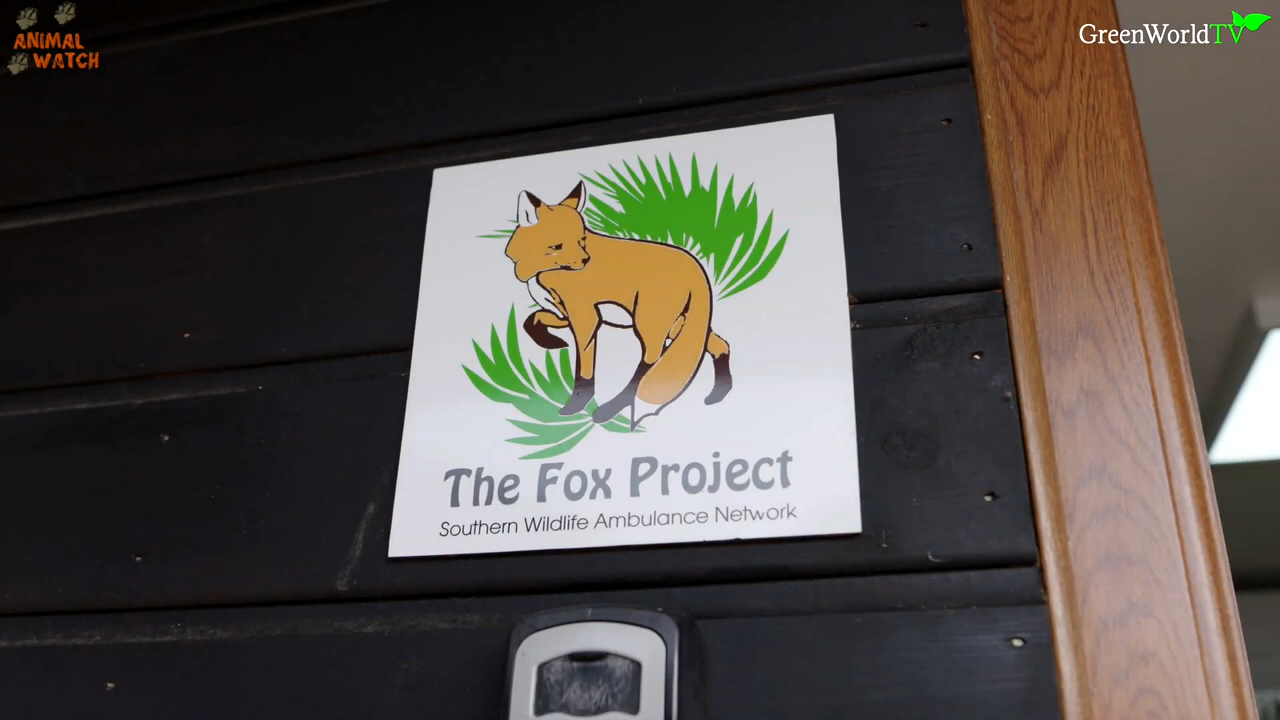 ANIMAL
WATCH
GreenWorldTV
The Fox Project
Southern Wildlife Ambulance Network